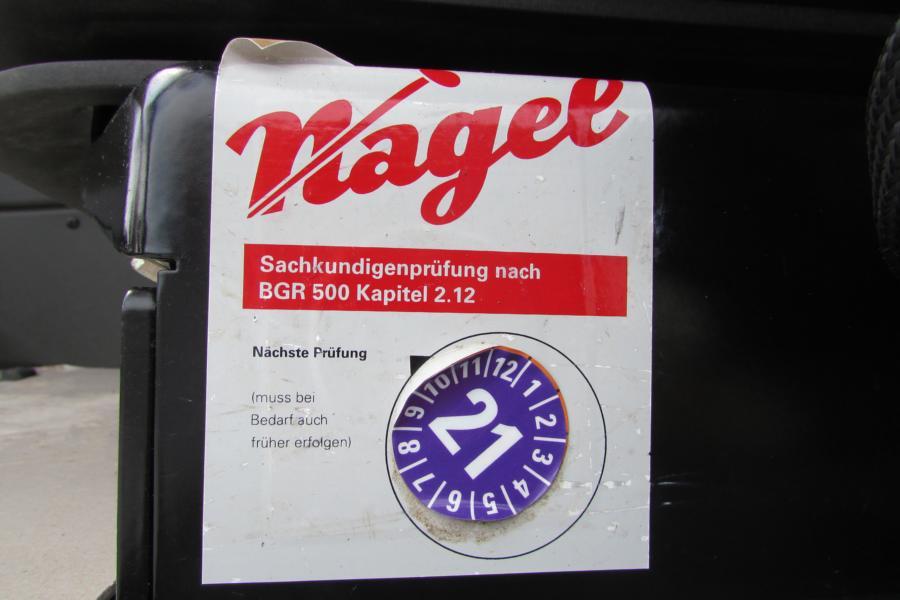 Nagel
Sachkundigenprüfung nach
BGR 500 Kapitel 2.12
Nächste Prüfung
(muss bei
Bedarf auch
früher erfolgen)
21
1 2 3 4 5 6 7 8 9 10 11 12